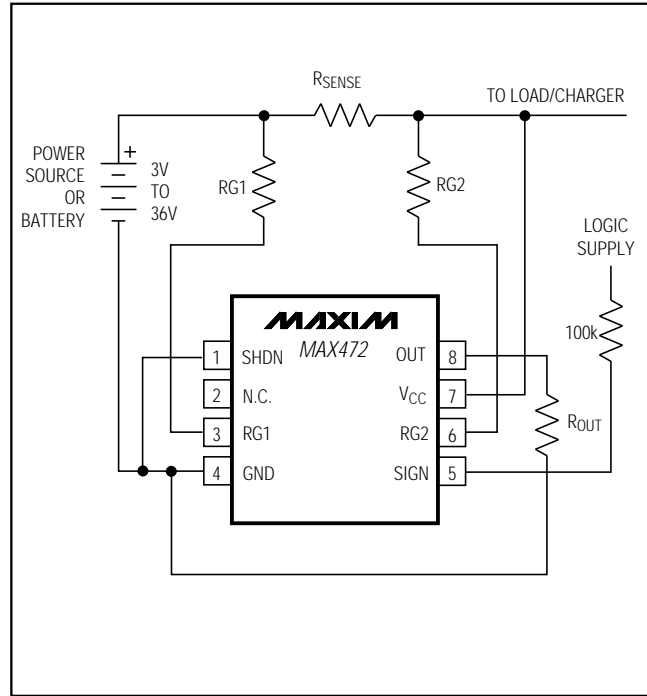 RSENSE
TO LOAD/CHARGER
POWER
SOURCE
OR
BATTERY
+
3V
TO
36V
RG1
RG2
LOGIC
SUPPLY
100k
MAXIM
MAX472
1 SHDN
2 N.C.
3 RG1
4 GND
OUT 8
VCC 7
RG2 6
SIGN 5
ROUT